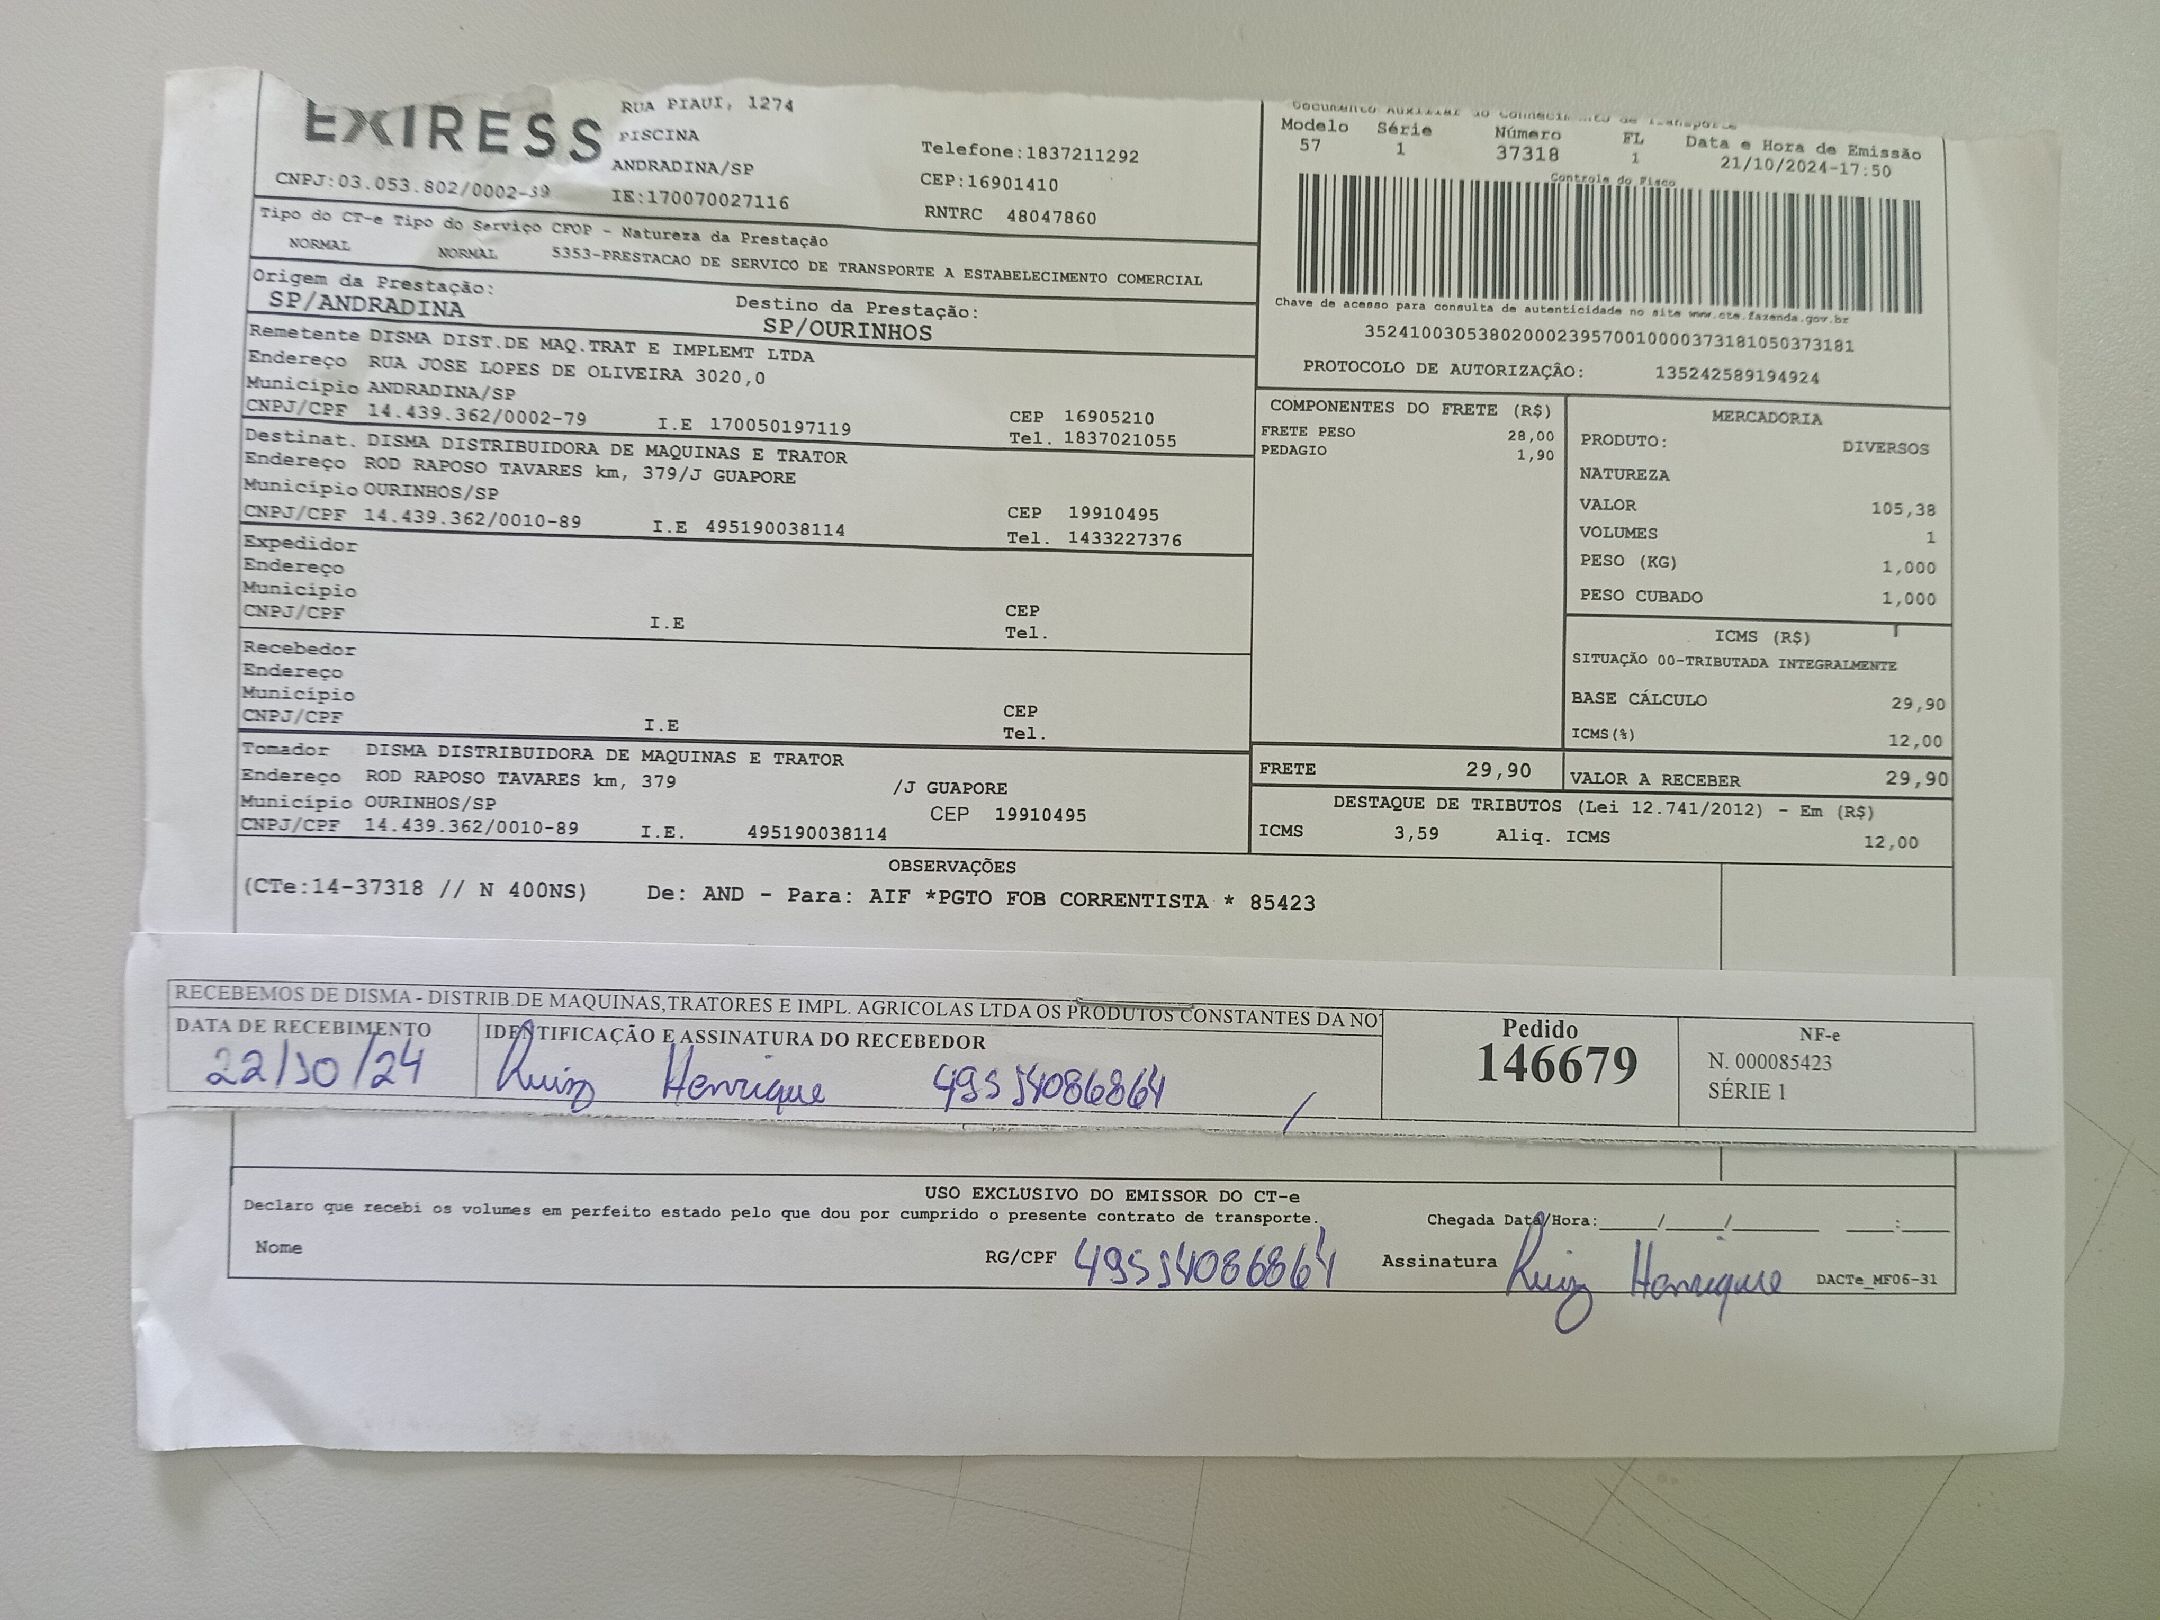 EXIRESS
RUA PIAUI, 1274
PISCINA
ANDRADINA/SP
Telefone:1837211292
CEP:16901410
CNPJ:03.053.802/0002-39
IE:170070027116
RNTRC 48047860
Documento Auxiliar do Conhecimento de Transporte
Modelo Série Número FL Data e Hora de Emissão
57 1 37318 1 21/10/2024-17:50
Controle do Fisco
Chave de acesso para consulta de autenticidade no site www.cte.fazenda.gov.br
35241003053802000239570010000373181050373181
PROTOCOLO DE AUTORIZAÇÃO: 135242589194924
Tipo do CT-e Tipo do Serviço CFOP - Natureza da Prestação
NORMAL NORMAL 5353-PRESTACAO DE SERVICO DE TRANSPORTE A ESTABELECIMENTO COMERCIAL
Origem da Prestação: Destino da Prestação:
SP/ANDRADINA SP/OURINHOS
Remetente DISMA DIST.DE MAQ.TRAT E IMPLEMT LTDA
Endereço RUA JOSE LOPES DE OLIVEIRA 3020,0
Município ANDRADINA/SP CEP 16905210
CNPJ/CPF 14.439.362/0002-79 I.E 170050197119 Tel. 1837021055
Destinat. DISMA DISTRIBUIDORA DE MAQUINAS E TRATOR
Endereço ROD RAPOSO TAVARES km, 379/J GUAPORE
Município OURINHOS/SP CEP 19910495
CNPJ/CPF 14.439.362/0010-89 I.E 495190038114 Tel. 1433227376
Expedidor
Endereço
Município CEP
CNPJ/CPF I.E Tel.
Recebedor
Endereço
Município CEP
CNPJ/CPF I.E Tel.
Tomador DISMA DISTRIBUIDORA DE MAQUINAS E TRATOR
Endereço ROD RAPOSO TAVARES km, 379 /J GUAPORE
Município OURINHOS/SP CEP 19910495
CNPJ/CPF 14.439.362/0010-89 I.E. 495190038114
COMPONENTES DO FRETE (R$)
FRETE PESO 28,00
PEDAGIO 1,90
MERCADORIA
PRODUTO: DIVERSOS
NATUREZA
VALOR 105,38
VOLUMES 1
PESO (KG) 1,000
PESO CUBADO 1,000
ICMS (R$)
SITUAÇÃO 00-TRIBUTADA INTEGRALMENTE
BASE CÁLCULO 29,90
ICMS(%) 12,00
FRETE 29,90 VALOR A RECEBER 29,90
DESTAQUE DE TRIBUTOS (Lei 12.741/2012) - Em (R$)
ICMS 3,59 Aliq. ICMS 12,00
OBSERVAÇÕES
(CTe:14-37318 // N 400NS) De: AND - Para: AIF *PGTO FOB CORRENTISTA * 85423
RECEBEMOS DE DISMA - DISTRIB.DE MAQUINAS,TRATORES E IMPL. AGRICOLAS LTDA OS PRODUTOS CONSTANTES DA NO
DATA DE RECEBIMENTO IDENTIFICAÇÃO E ASSINATURA DO RECEBEDOR
22/10/24 Ruiz Henrique 49514086864
Pedido
146679
NF-e
N. 000085423
SÉRIE 1
USO EXCLUSIVO DO EMISSOR DO CT-e
Declaro que recebi os volumes em perfeito estado pelo que dou por cumprido o presente contrato de transporte. Chegada Data/Hora:_____/_____/________ ____:____
Nome RG/CPF 49514086864 Assinatura Ruiz Henrique DACTe_MF06-31